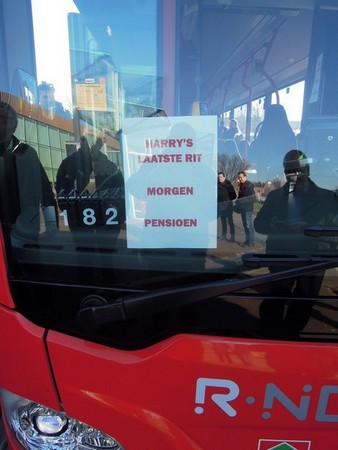 HARRY'S
LAATSTE RIT
MORGEN
PENSIOEN
182
R-NE